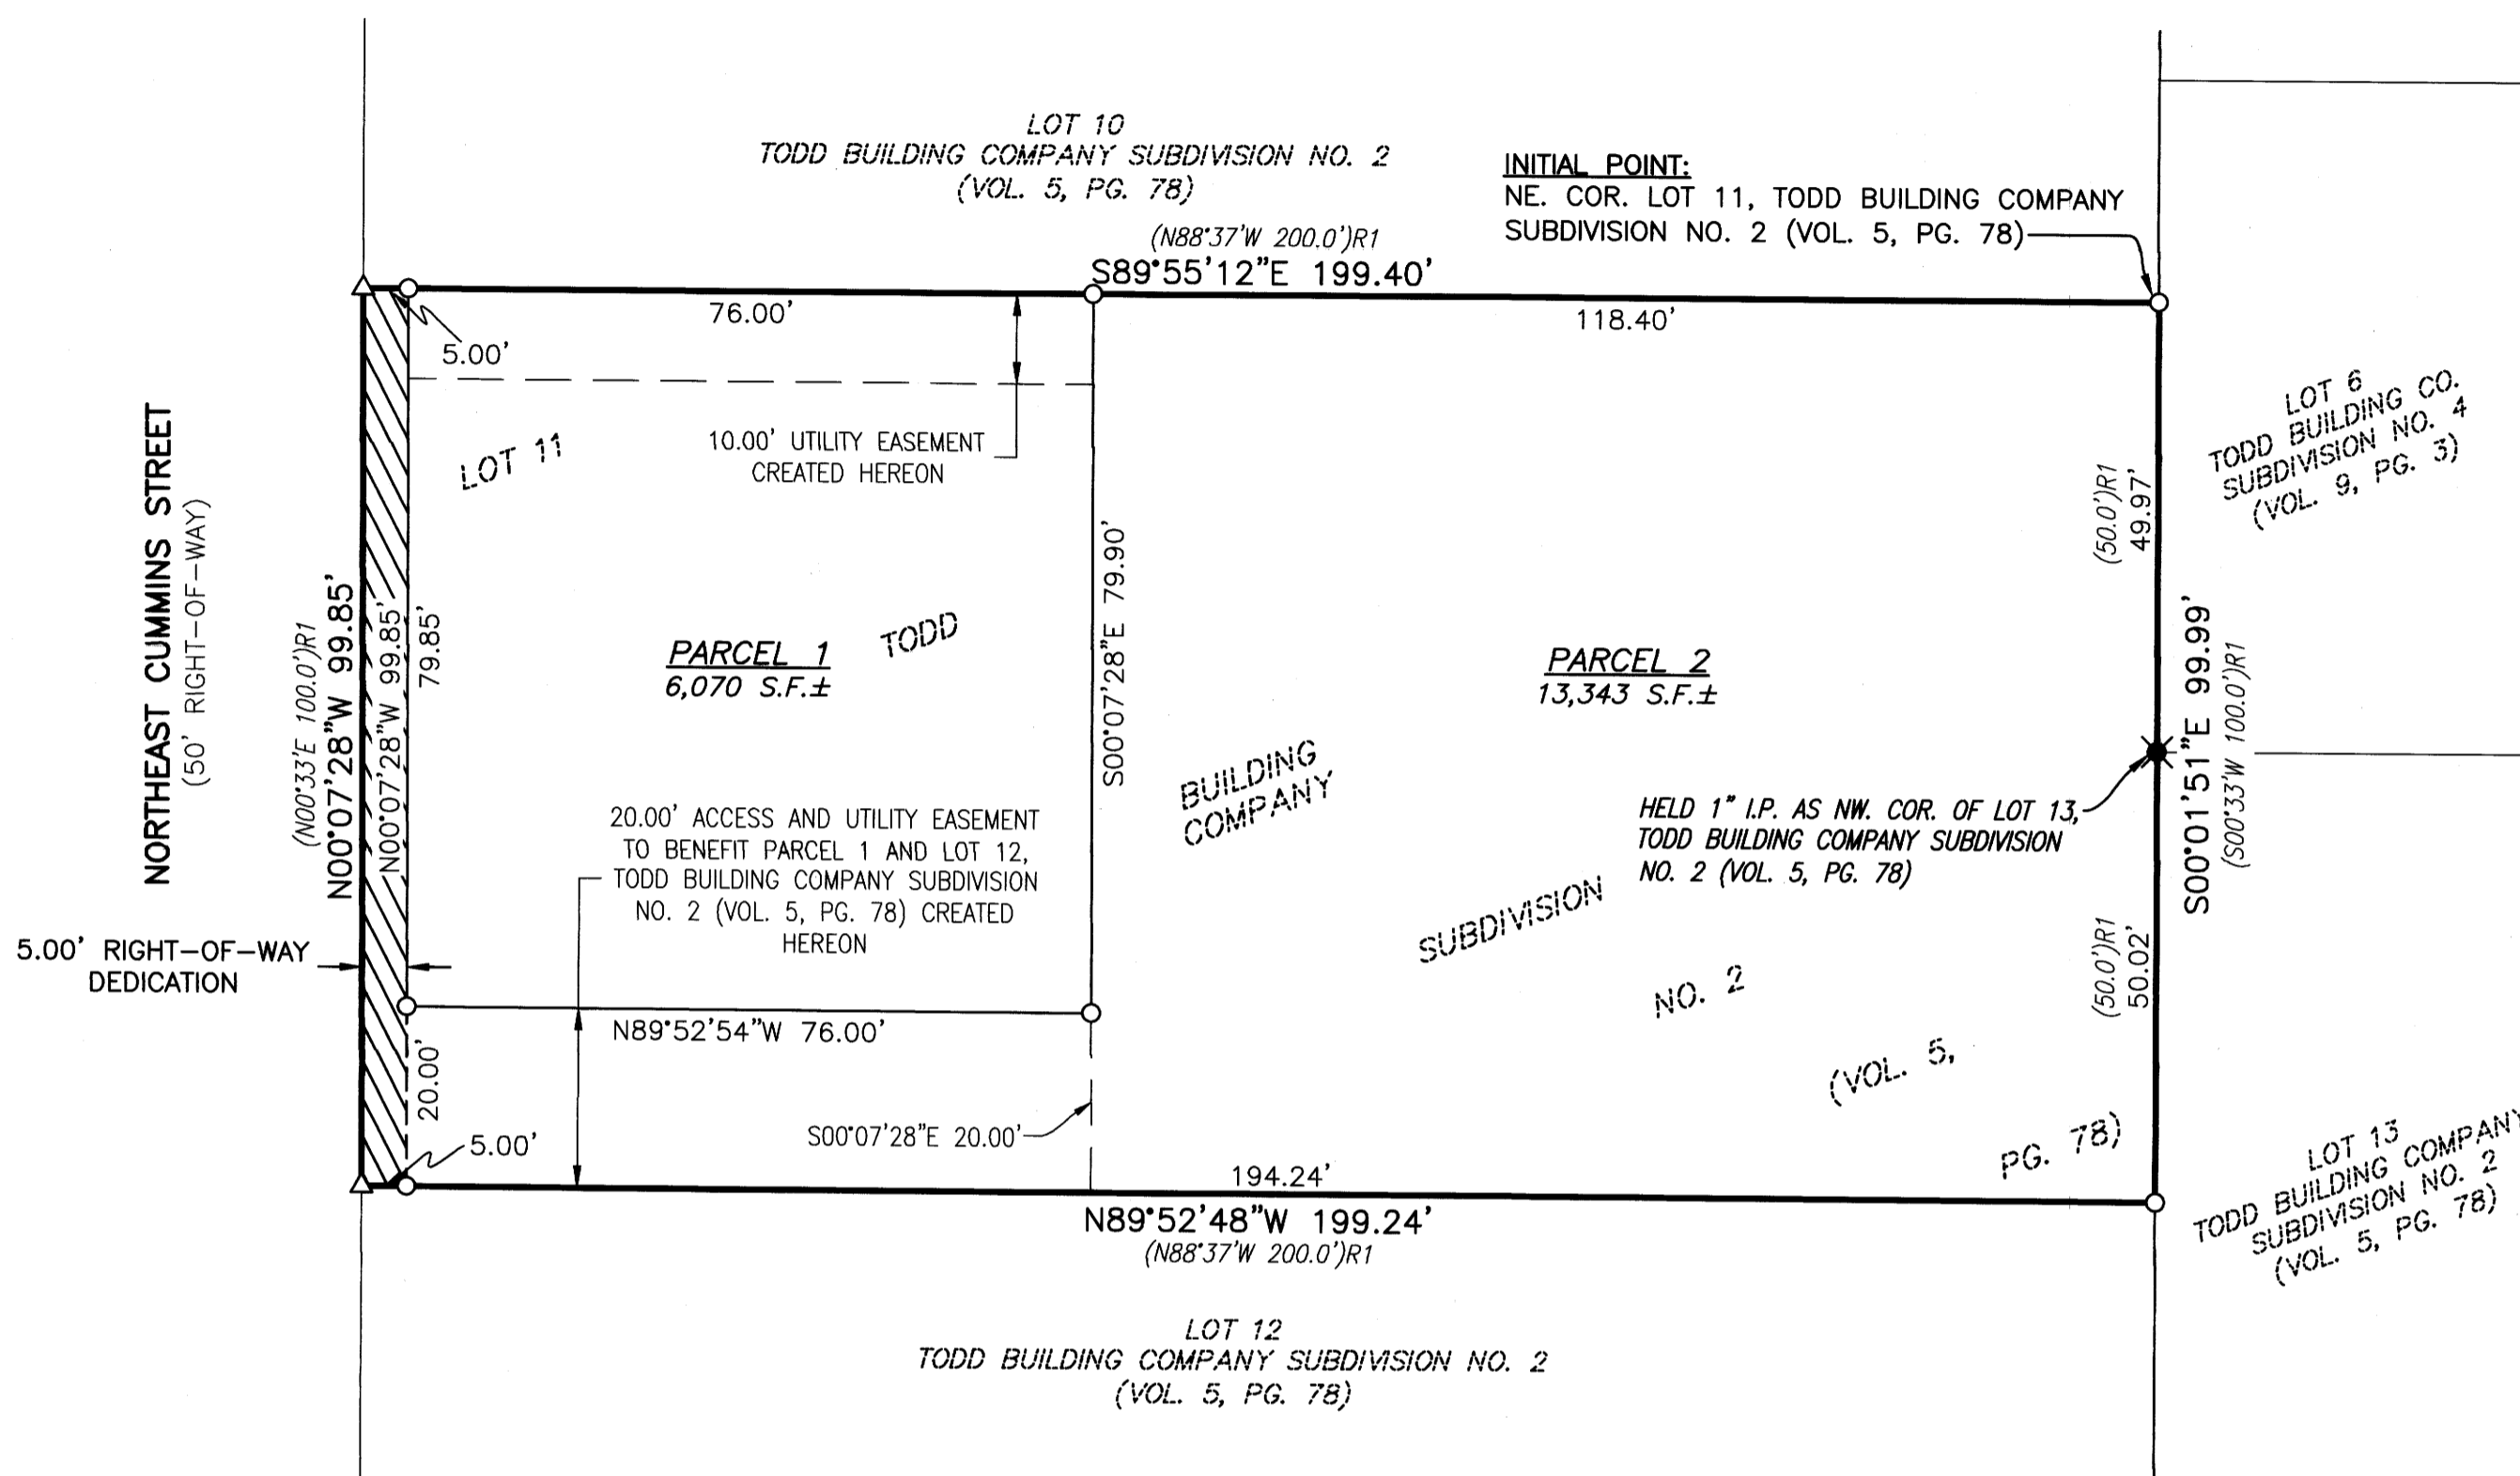 LOT 10
TODD BUILDING COMPANY SUBDIVISION NO. 2
(VOL. 5, PG. 78)
INITIAL POINT:
NE. COR. LOT 11, TODD BUILDING COMPANY
SUBDIVISION NO. 2 (VOL. 5, PG. 78)
(N88°37'W 200.0')R1
S89°55'12"E 199.40'
76.00'
118.40'
5.00'
10.00' UTILITY EASEMENT
CREATED HEREON
LOT 11
LOT 6
TODD BUILDING CO.
SUBDIVISION NO. 4
(VOL. 9, PG. 3)
NORTHEAST CUMMINS STREET
(50' RIGHT-OF-WAY)
(N00°33'E 100.0')R1
N00°07'28"W 99.85'
N00°07'28"W 99.85'
79.85'
S00°07'28"E 79.90'
(50.0')R1
49.97'
PARCEL 1
6,070 S.F.±
TODD
PARCEL 2
13,343 S.F.±
S00°01'51"E 99.99'
(S00°33'W 100.0')R1
BUILDING
COMPANY
HELD 1" I.P. AS NW. COR. OF LOT 13,
TODD BUILDING COMPANY SUBDIVISION
NO. 2 (VOL. 5, PG. 78)
20.00' ACCESS AND UTILITY EASEMENT
TO BENEFIT PARCEL 1 AND LOT 12,
TODD BUILDING COMPANY SUBDIVISION
NO. 2 (VOL. 5, PG. 78) CREATED
HEREON
SUBDIVISION
5.00' RIGHT-OF-WAY
DEDICATION
NO. 2
(50.0')R1
50.02'
N89°52'54"W 76.00'
20.00'
(VOL. 5,
S00°07'28"E 20.00'
5.00'
PG. 78)
194.24'
N89°52'48"W 199.24'
(N88°37'W 200.0')R1
LOT 13
TODD BUILDING COMPANY
SUBDIVISION NO. 2
(VOL. 5, PG. 78)
LOT 12
TODD BUILDING COMPANY SUBDIVISION NO. 2
(VOL. 5, PG. 78)